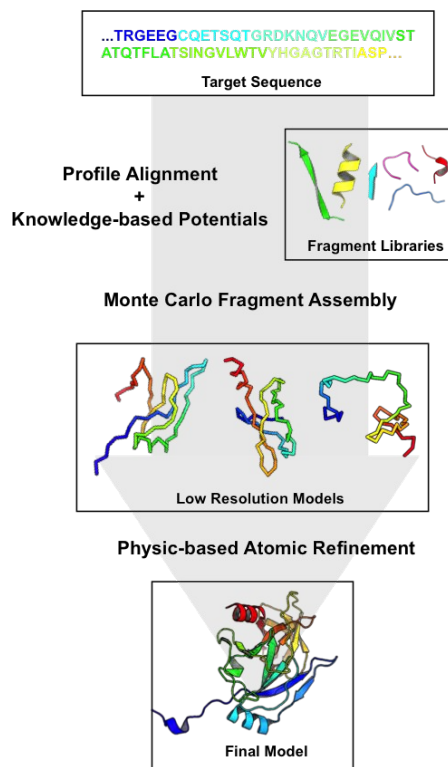 ...TRGEEGCQETSQTGRDKNQVEGEVQIVST
ATQTFLATSINGVLWTVYHGAGTRTIASP...
Target Sequence
Profile Alignment
+
Knowledge-based Potentials
Fragment Libraries
Monte Carlo Fragment Assembly
Low Resolution Models
Physic-based Atomic Refinement
Final Model